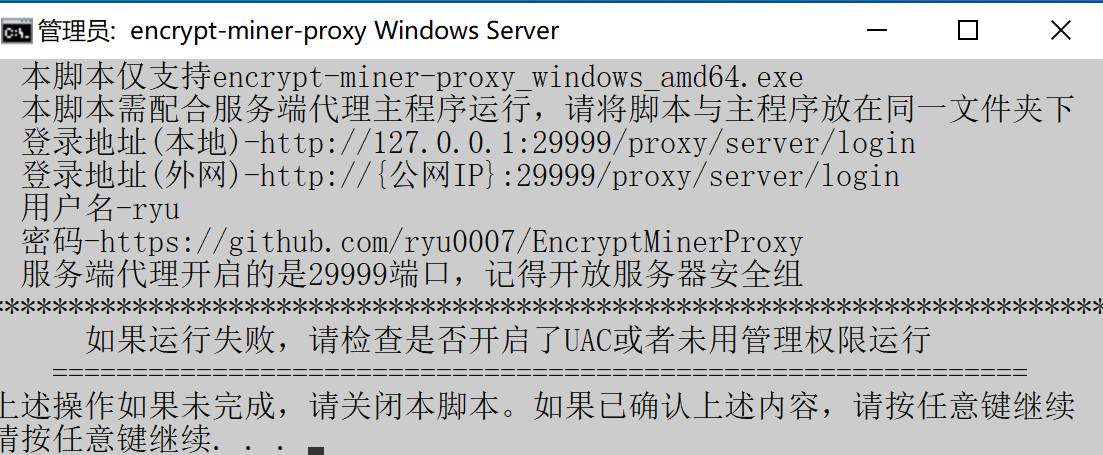 管理员: encrypt-miner-proxy Windows Server
本脚本仅支持encrypt-miner-proxy_windows_amd64.exe
本脚本需配合服务端代理主程序运行，请将脚本与主程序放在同一文件夹下
登录地址(本地)-http://127.0.0.1:29999/proxy/server/login
登录地址(外网)-http://{公网IP}:29999/proxy/server/login
用户名-ryu
密码-https://github.com/ryu0007/EncryptMinerProxy
服务端代理开启的是29999端口，记得开放服务器安全组
**********************************************************************
如果运行失败，请检查是否开启了UAC或者未用管理权限运行
=============================================================
上述操作如果未完成，请关闭本脚本。如果已确认上述内容，请按任意键继续
请按任意键继续. . .